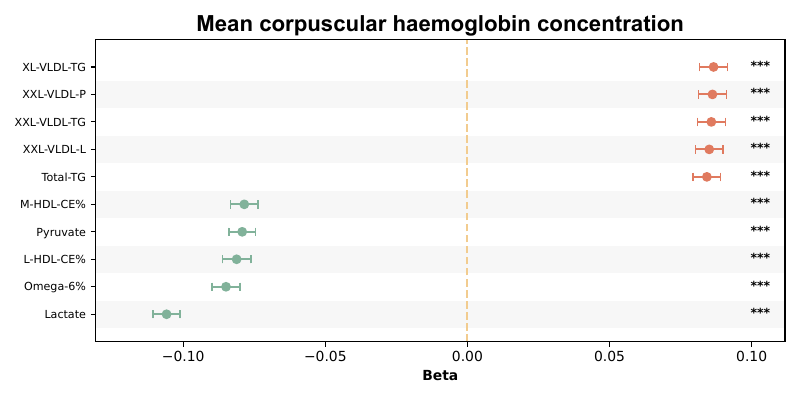 Mean corpuscular haemoglobin concentration
XL-VLDL-TG ***
XXL-VLDL-P ***
XXL-VLDL-TG ***
XXL-VLDL-L ***
Total-TG ***
M-HDL-CE% ***
Pyruvate ***
L-HDL-CE% ***
Omega-6% ***
Lactate ***
−0.10 −0.05 0.00 0.05 0.10
Beta